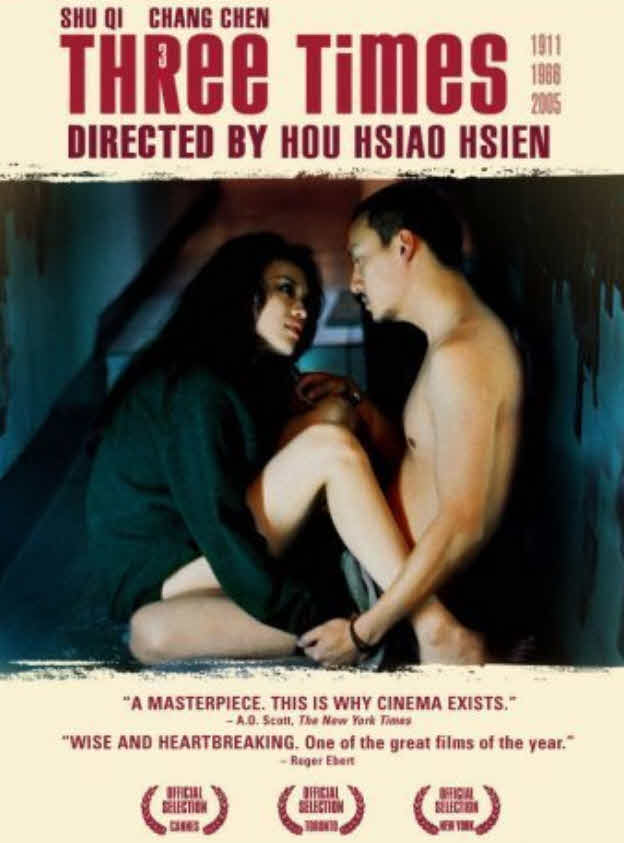 SHU QI CHANG CHEN
THREE TIMES
3
1911
1966
2005
DIRECTED BY HOU HSIAO HSIEN
"A MASTERPIECE. THIS IS WHY CINEMA EXISTS."
– A.O. Scott, The New York Times
"WISE AND HEARTBREAKING. One of the great films of the year."
– Roger Ebert
OFFICIAL SELECTION CANNES
OFFICIAL SELECTION TORONTO
OFFICIAL SELECTION NEW YORK